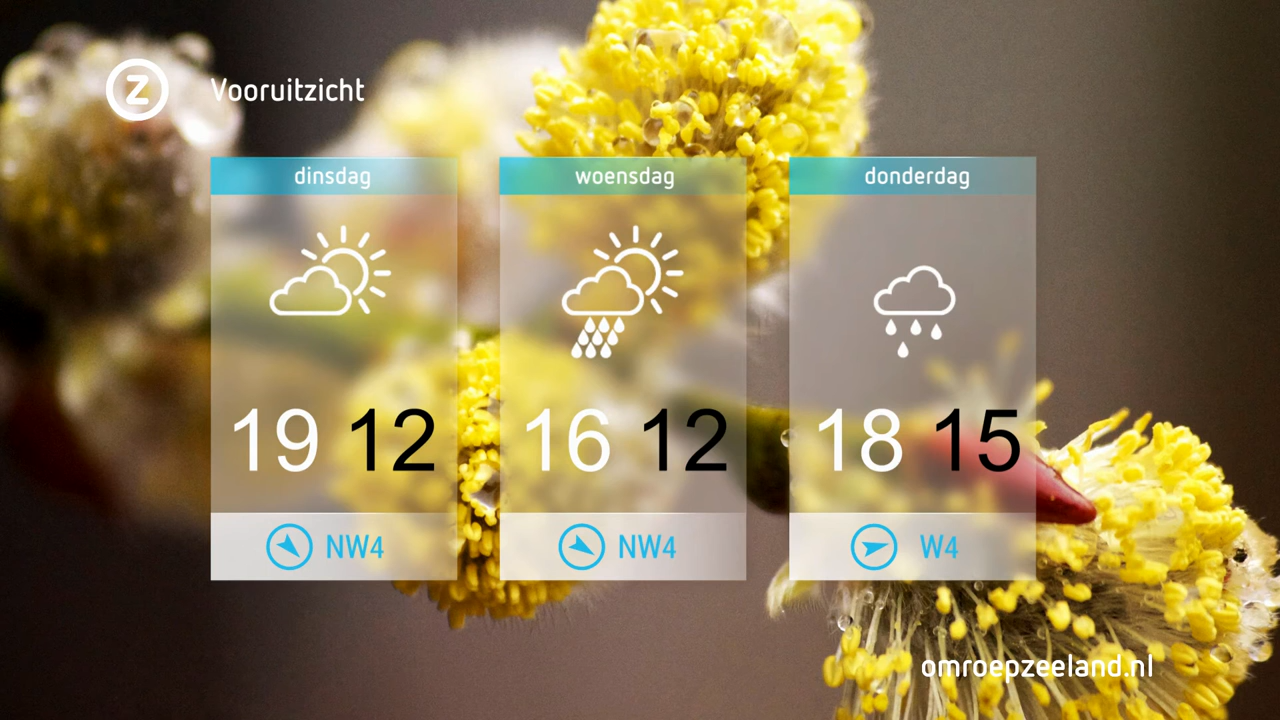 Z
Vooruitzicht
dinsdag
woensdag
donderdag
19 12
16 12
18 15
NW4
NW4
W4
omroepzeeland.nl